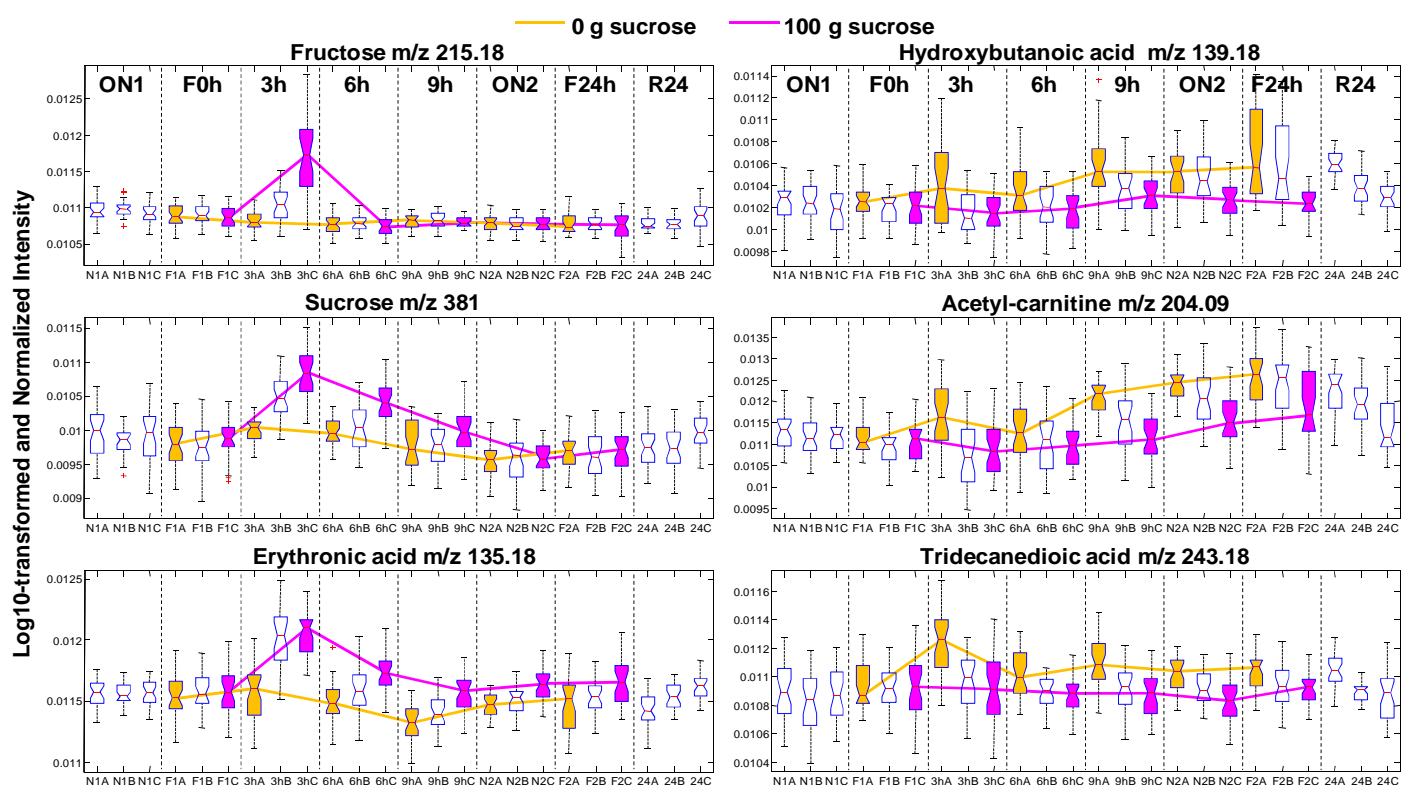 0 g sucrose 100 g sucrose
Log10-transformed and Normalized Intensity
Fructose m/z 215.18
ON1 F0h 3h 6h 9h ON2 F24h R24
0.0125
0.012
0.0115
0.011
0.0105
N1A N1B N1C F1A F1B F1C 3hA 3hB 3hC 6hA 6hB 6hC 9hA 9hB 9hC N2A N2B N2C F2A F2B F2C 24A 24B 24C
Hydroxybutanoic acid m/z 139.18
ON1 F0h 3h 6h 9h ON2 F24h R24
0.0114
0.0112
0.011
0.0108
0.0106
0.0104
0.0102
0.01
0.0098
N1A N1B N1C F1A F1B F1C 3hA 3hB 3hC 6hA 6hB 6hC 9hA 9hB 9hC N2A N2B N2C F2A F2B F2C 24A 24B 24C
Sucrose m/z 381
0.0115
0.011
0.0105
0.01
0.0095
0.009
N1A N1B N1C F1A F1B F1C 3hA 3hB 3hC 6hA 6hB 6hC 9hA 9hB 9hC N2A N2B N2C F2A F2B F2C 24A 24B 24C
Acetyl-carnitine m/z 204.09
0.0135
0.013
0.0125
0.012
0.0115
0.011
0.0105
0.01
0.0095
N1A N1B N1C F1A F1B F1C 3hA 3hB 3hC 6hA 6hB 6hC 9hA 9hB 9hC N2A N2B N2C F2A F2B F2C 24A 24B 24C
Erythronic acid m/z 135.18
0.0125
0.012
0.0115
0.011
N1A N1B N1C F1A F1B F1C 3hA 3hB 3hC 6hA 6hB 6hC 9hA 9hB 9hC N2A N2B N2C F2A F2B F2C 24A 24B 24C
Tridecanedioic acid m/z 243.18
0.0116
0.0114
0.0112
0.011
0.0108
0.0106
0.0104
N1A N1B N1C F1A F1B F1C 3hA 3hB 3hC 6hA 6hB 6hC 9hA 9hB 9hC N2A N2B N2C F2A F2B F2C 24A 24B 24C